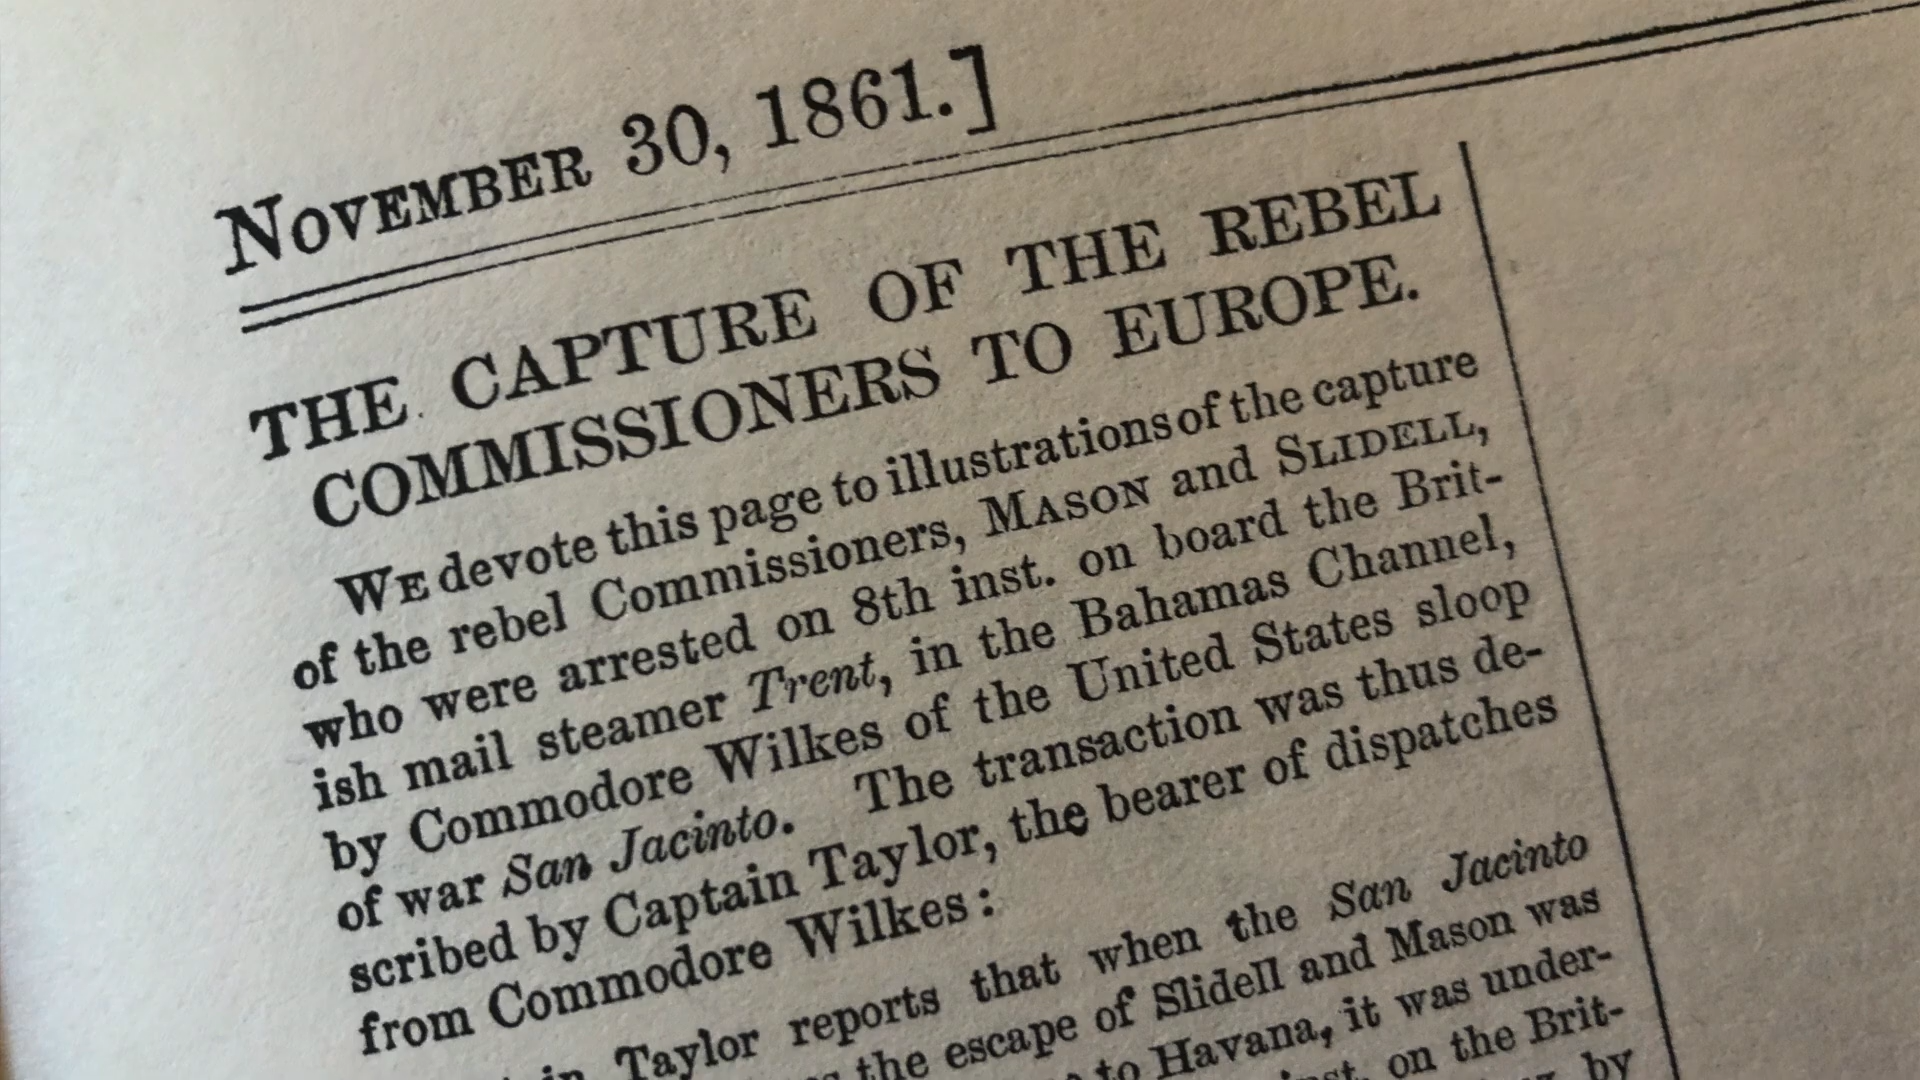 NOVEMBER 30, 1861.]
THE CAPTURE OF THE REBEL
COMMISSIONERS TO EUROPE.
WE devote this page to illustrations of the capture
of the rebel Commissioners, MASON and SLIDELL,
who were arrested on 8th inst. on board the Brit-
ish mail steamer Trent, in the Bahamas Channel,
by Commodore Wilkes of the United States sloop
of war San Jacinto. The transaction was thus de-
scribed by Captain Taylor, the bearer of dispatches
from Commodore Wilkes:
Taylor reports that when the San Jacinto
the escape of Slidell and Mason was
to Havana, it was under-
on the Brit-
by